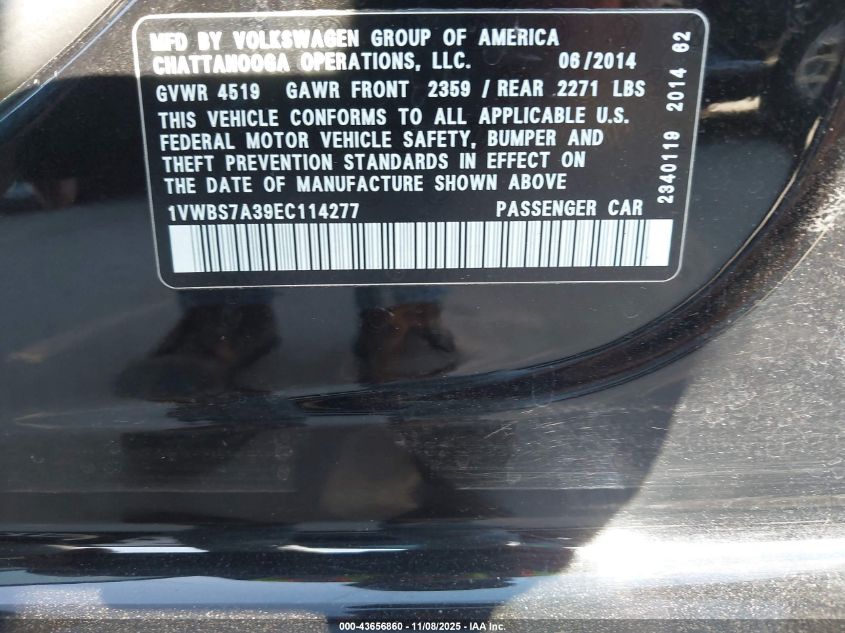 MFD BY VOLKSWAGEN GROUP OF AMERICA
CHATTANOOGA OPERATIONS, LLC. 06/2014
GVWR 4519 GAWR FRONT 2359 / REAR 2271 LBS
THIS VEHICLE CONFORMS TO ALL APPLICABLE U.S.
FEDERAL MOTOR VEHICLE SAFETY, BUMPER AND
THEFT PREVENTION STANDARDS IN EFFECT ON
THE DATE OF MANUFACTURE SHOWN ABOVE
1VWBS7A39EC114277 PASSENGER CAR
2340119 2014 62
000-43656860 - 11/08/2025 - IAA Inc.